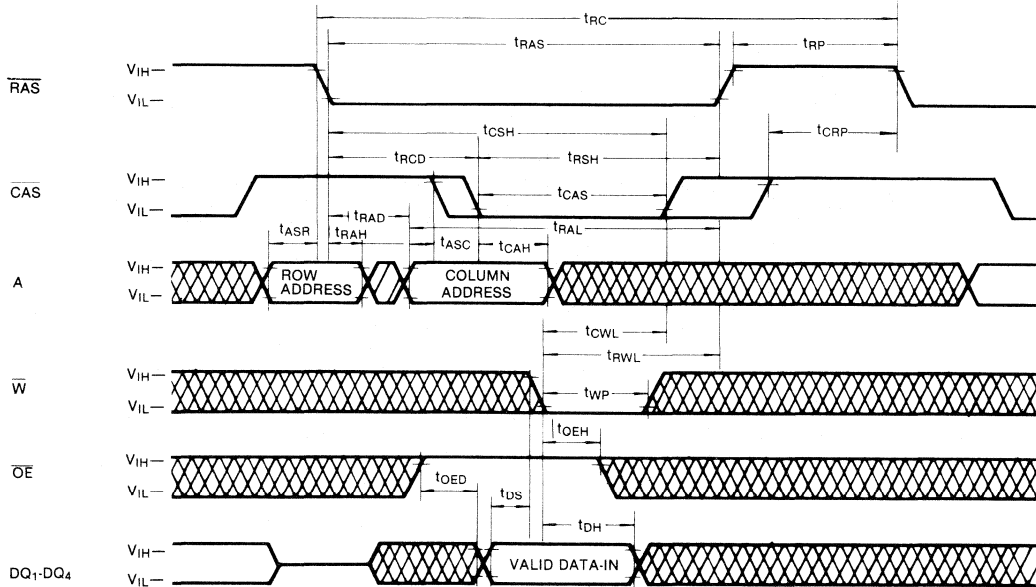 tRC
tRAS
tRP
RAS
VIH
VIL
tCSH
tCRP
tRCD
tRSH
CAS
VIH
VIL
tCAS
tRAD
tRAL
tASR
tRAH
tASC
tCAH
A
VIH
VIL
ROW ADDRESS
COLUMN ADDRESS
tCWL
tRWL
W
VIH
VIL
tWP
tOEH
OE
VIH
VIL
tOED
tDS
tDH
DQ1-DQ4
VIH
VIL
VALID DATA-IN